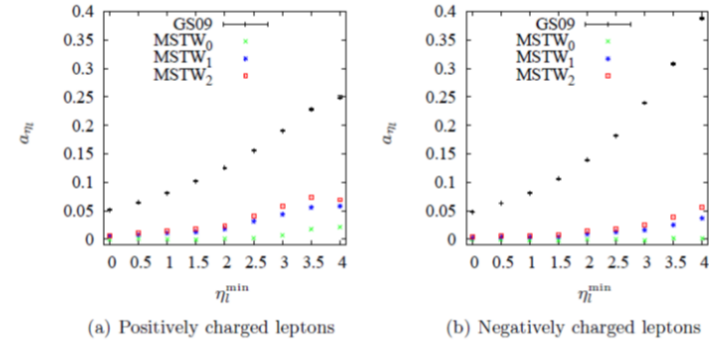 GS09
MSTW0
MSTW1
MSTW2
0.4
0.35
0.3
0.25
0.2
0.15
0.1
0.05
0
aηl
0 0.5 1 1.5 2 2.5 3 3.5 4
ηl min
(a) Positively charged leptons
GS09
MSTW0
MSTW1
MSTW2
0.4
0.35
0.3
0.25
0.2
0.15
0.1
0.05
0
aηl
0 0.5 1 1.5 2 2.5 3 3.5 4
ηl min
(b) Negatively charged leptons